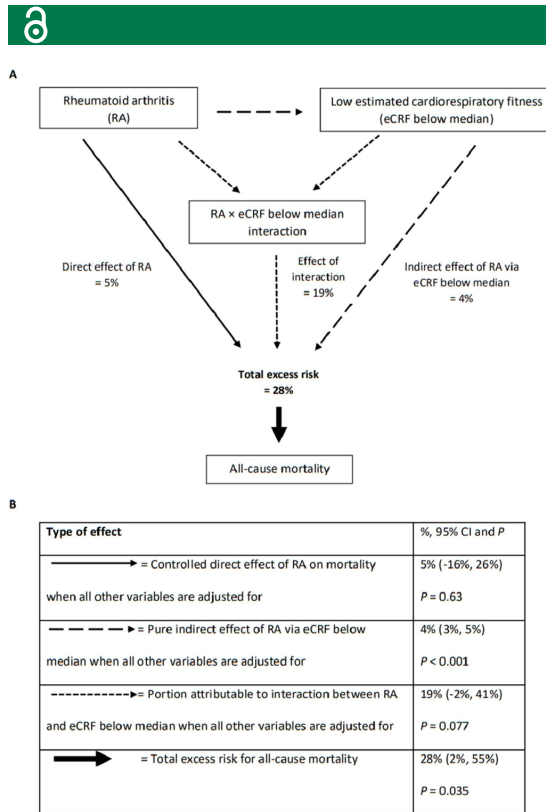 A
Rheumatoid arthritis
(RA)
Low estimated cardiorespiratory fitness
(eCRF below median)
RA × eCRF below median
interaction
Direct effect of RA
= 5%
Effect of
interaction
= 19%
Indirect effect of RA via
eCRF below median
= 4%
Total excess risk
= 28%
All-cause mortality
B
Type of effect
%, 95% CI and P
= Controlled direct effect of RA on mortality
when all other variables are adjusted for
5% (-16%, 26%)
P = 0.63
= Pure indirect effect of RA via eCRF below
median when all other variables are adjusted for
4% (3%, 5%)
P < 0.001
= Portion attributable to interaction between RA
and eCRF below median when all other variables are adjusted for
19% (-2%, 41%)
P = 0.077
= Total excess risk for all-cause mortality
28% (2%, 55%)
P = 0.035